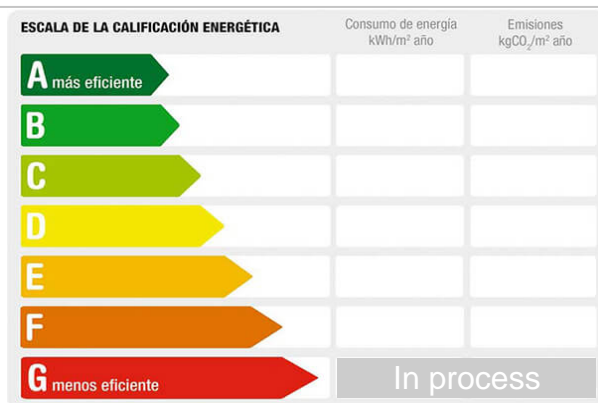 ESCALA DE LA CALIFICACIÓN ENERGÉTICA
Consumo de energía
kWh/m² año
Emisiones
kgCO₂/m² año
A más eficiente
B
C
D
E
F
G menos eficiente
In process